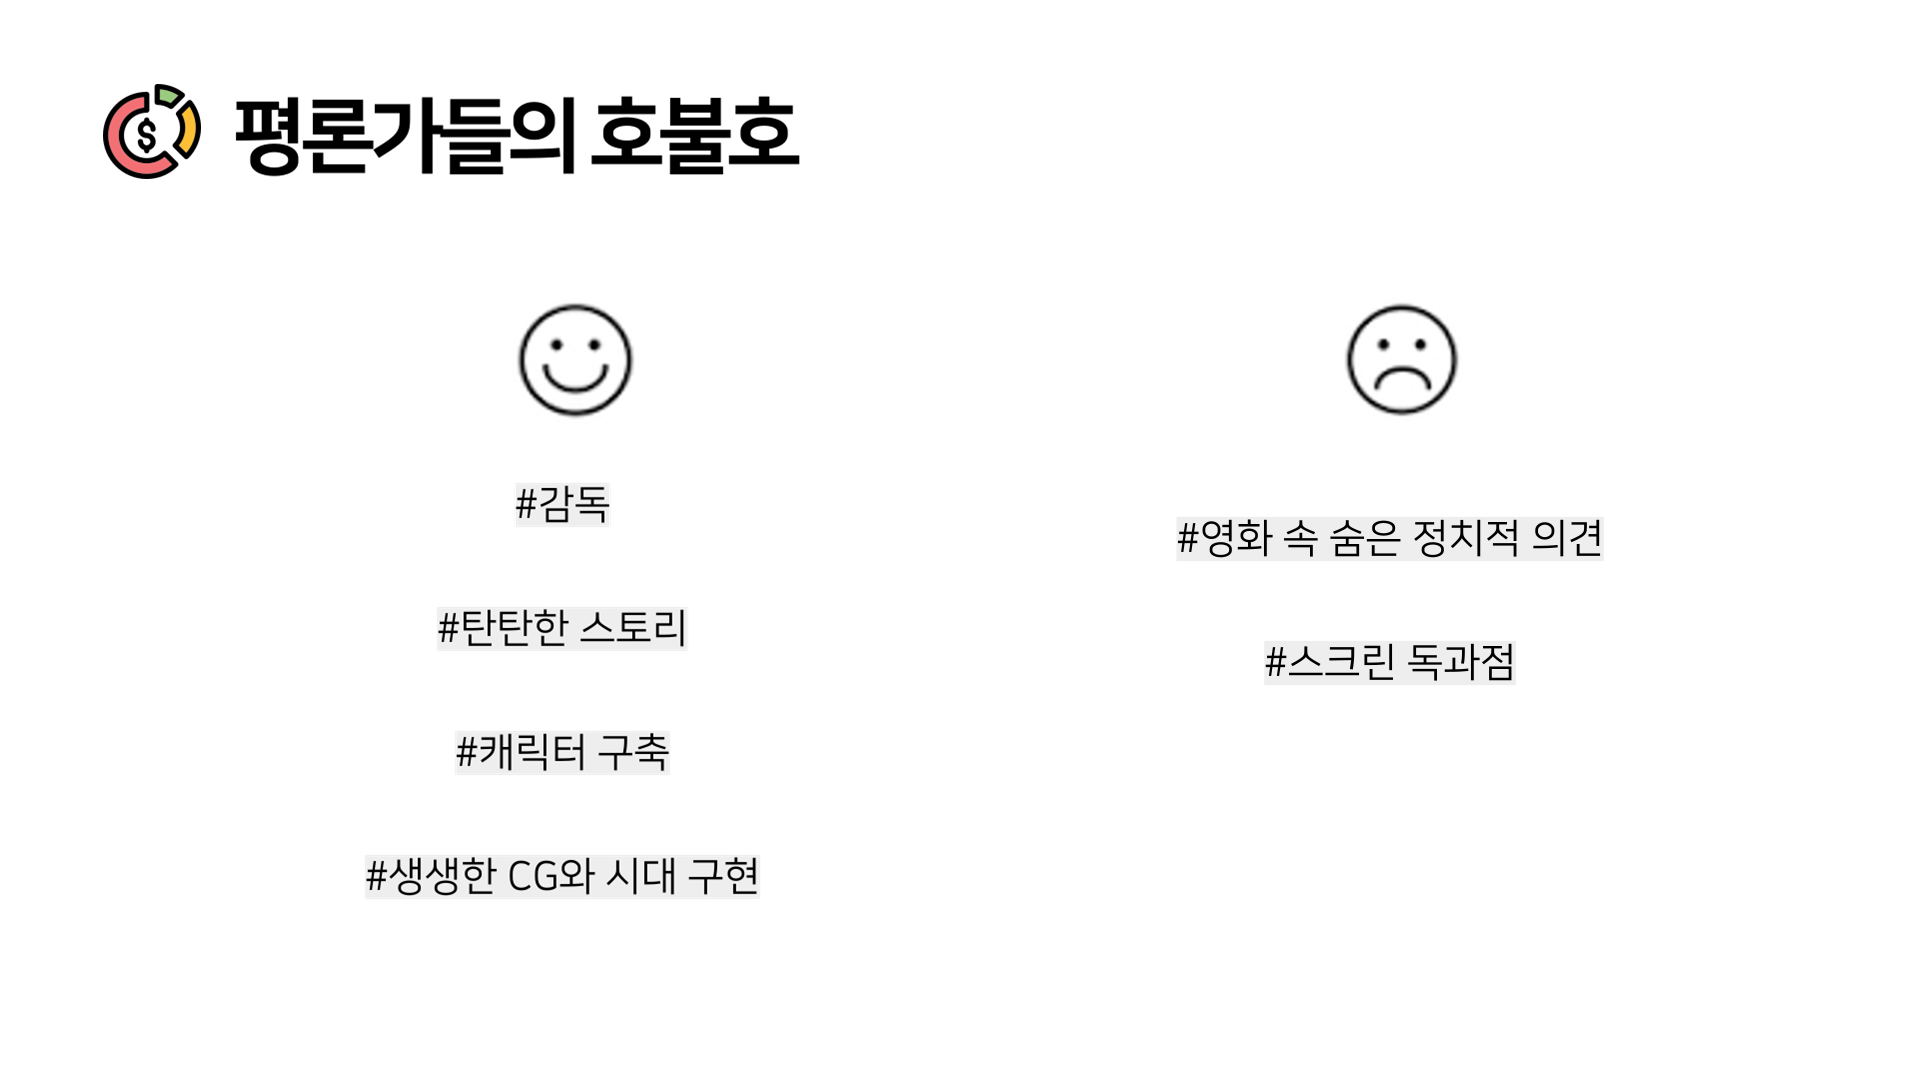 평론가들의 호불호
$
#감독
#탄탄한 스토리
#캐릭터 구축
#생생한 CG와 시대 구현
#영화 속 숨은 정치적 의견
#스크린 독과점